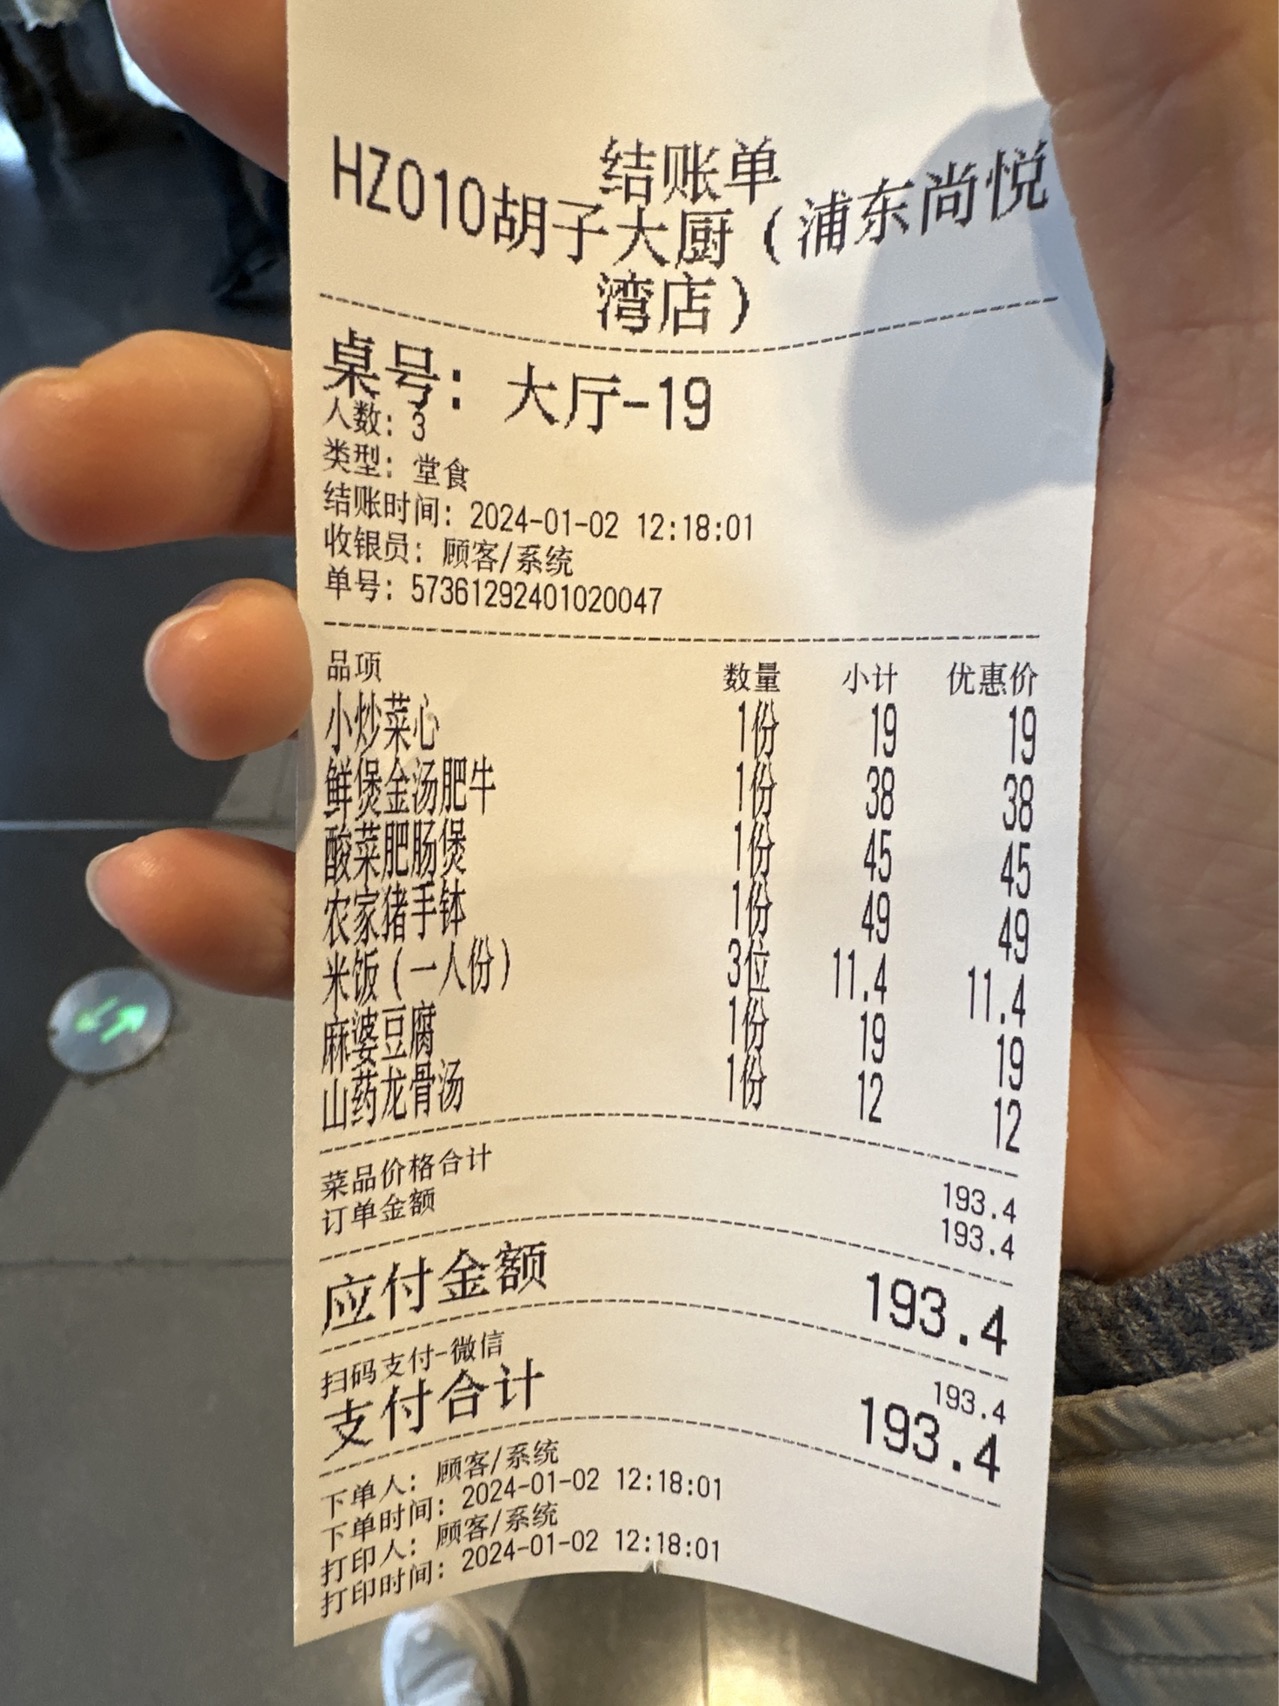 结账单
HZ010胡子大厨（浦东尚悦
湾店）
桌号：大厅-19
人数：3
类型：堂食
结账时间：2024-01-02 12:18:01
收银员：顾客/系统
单号：57361292401020047
品项 数量 小计 优惠价
小炒菜心 1份 19 19
鲜煲金汤肥牛 1份 38 38
酸菜肥肠煲 1份 45 45
农家猪手钵 1份 49 49
米饭（一人份） 3位 11.4 11.4
麻婆豆腐 1份 19 19
山药龙骨汤 1份 12 12
菜品价格合计 193.4
订单金额 193.4
应付金额 193.4
扫码支付-微信 193.4
支付合计 193.4
下单人：顾客/系统
下单时间：2024-01-02 12:18:01
打印人：顾客/系统
打印时间：2024-01-02 12:18:01